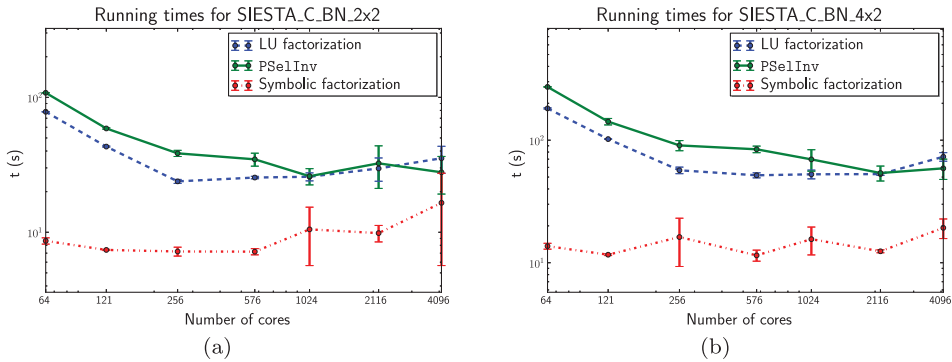 Running times for SIESTA_C_BN_2x2
LU factorization
PSelInv
Symbolic factorization
t (s)
10²
10¹
64 121 256 576 1024 2116 4096
Number of cores
(a)
Running times for SIESTA_C_BN_4x2
LU factorization
PSelInv
Symbolic factorization
t (s)
10²
10¹
64 121 256 576 1024 2116 4096
Number of cores
(b)